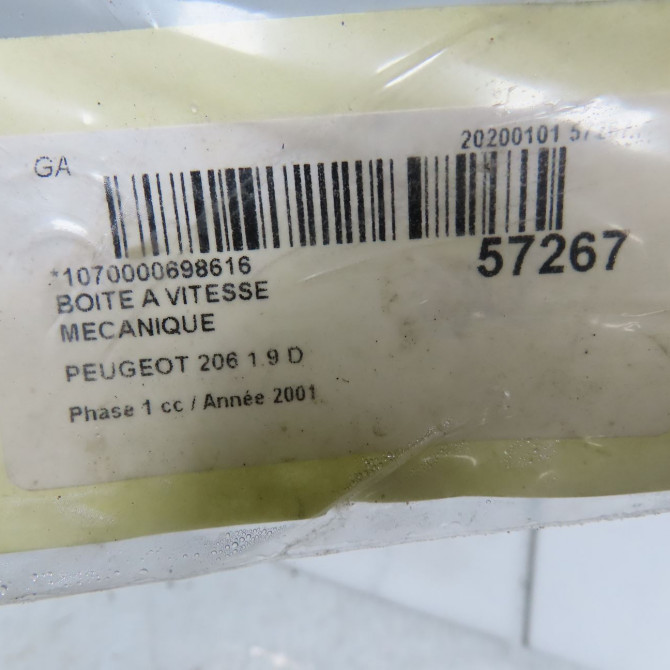 GA
20200101
*1070000698616
57267
BOITE A VITESSE
MECANIQUE
PEUGEOT 206 1.9 D
Phase 1 cc / Année 2001